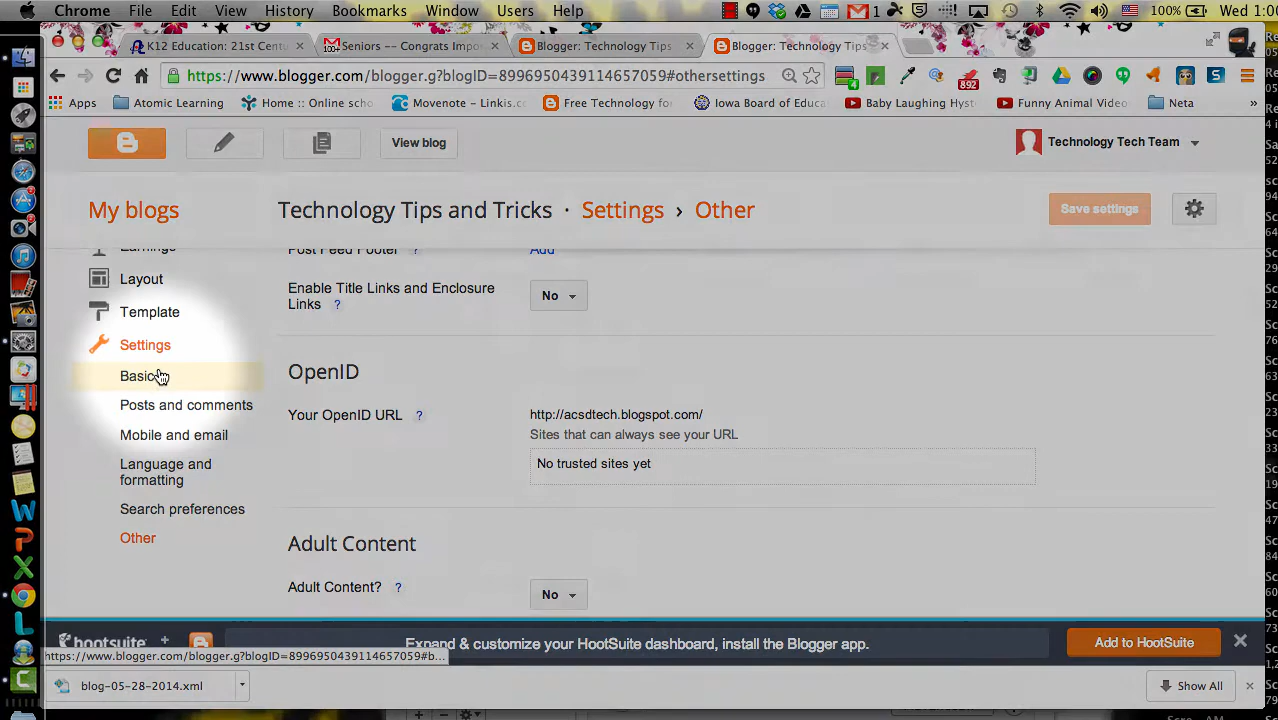 Chrome File Edit View History Bookmarks Window Users Help 1 100% Wed 1:00
K12 Education: 21st Centu × Seniors -- Congrats Impo × Blogger: Technology Tips × Blogger: Technology Tips ×
https://www.blogger.com/blogger.g?blogID=8996950439114657059#othersettings 4 892
Apps Atomic Learning Home :: Online scho Movenote - Linkis.c Free Technology fo Iowa Board of Educa Baby Laughing Hyst Funny Animal Video Neta »
View blog Technology Tech Team
My blogs Technology Tips and Tricks · Settings › Other Save settings
Earnings Post Feed Footer ? Add
Layout
Enable Title Links and Enclosure
Links ? No
Template
Settings
Basic
OpenID
Posts and comments
Your OpenID URL ? http://acsdtech.blogspot.com/
Mobile and email
Sites that can always see your URL
Language and
formatting
No trusted sites yet
Search preferences
Other
Adult Content
Adult Content? ? No
hootsuite + Expand & customize your HootSuite dashboard, install the Blogger app. Add to HootSuite ×
https://www.blogger.com/blogger.g?blogID=8996950439114657059#b...
blog-05-28-2014.xml Show All ×